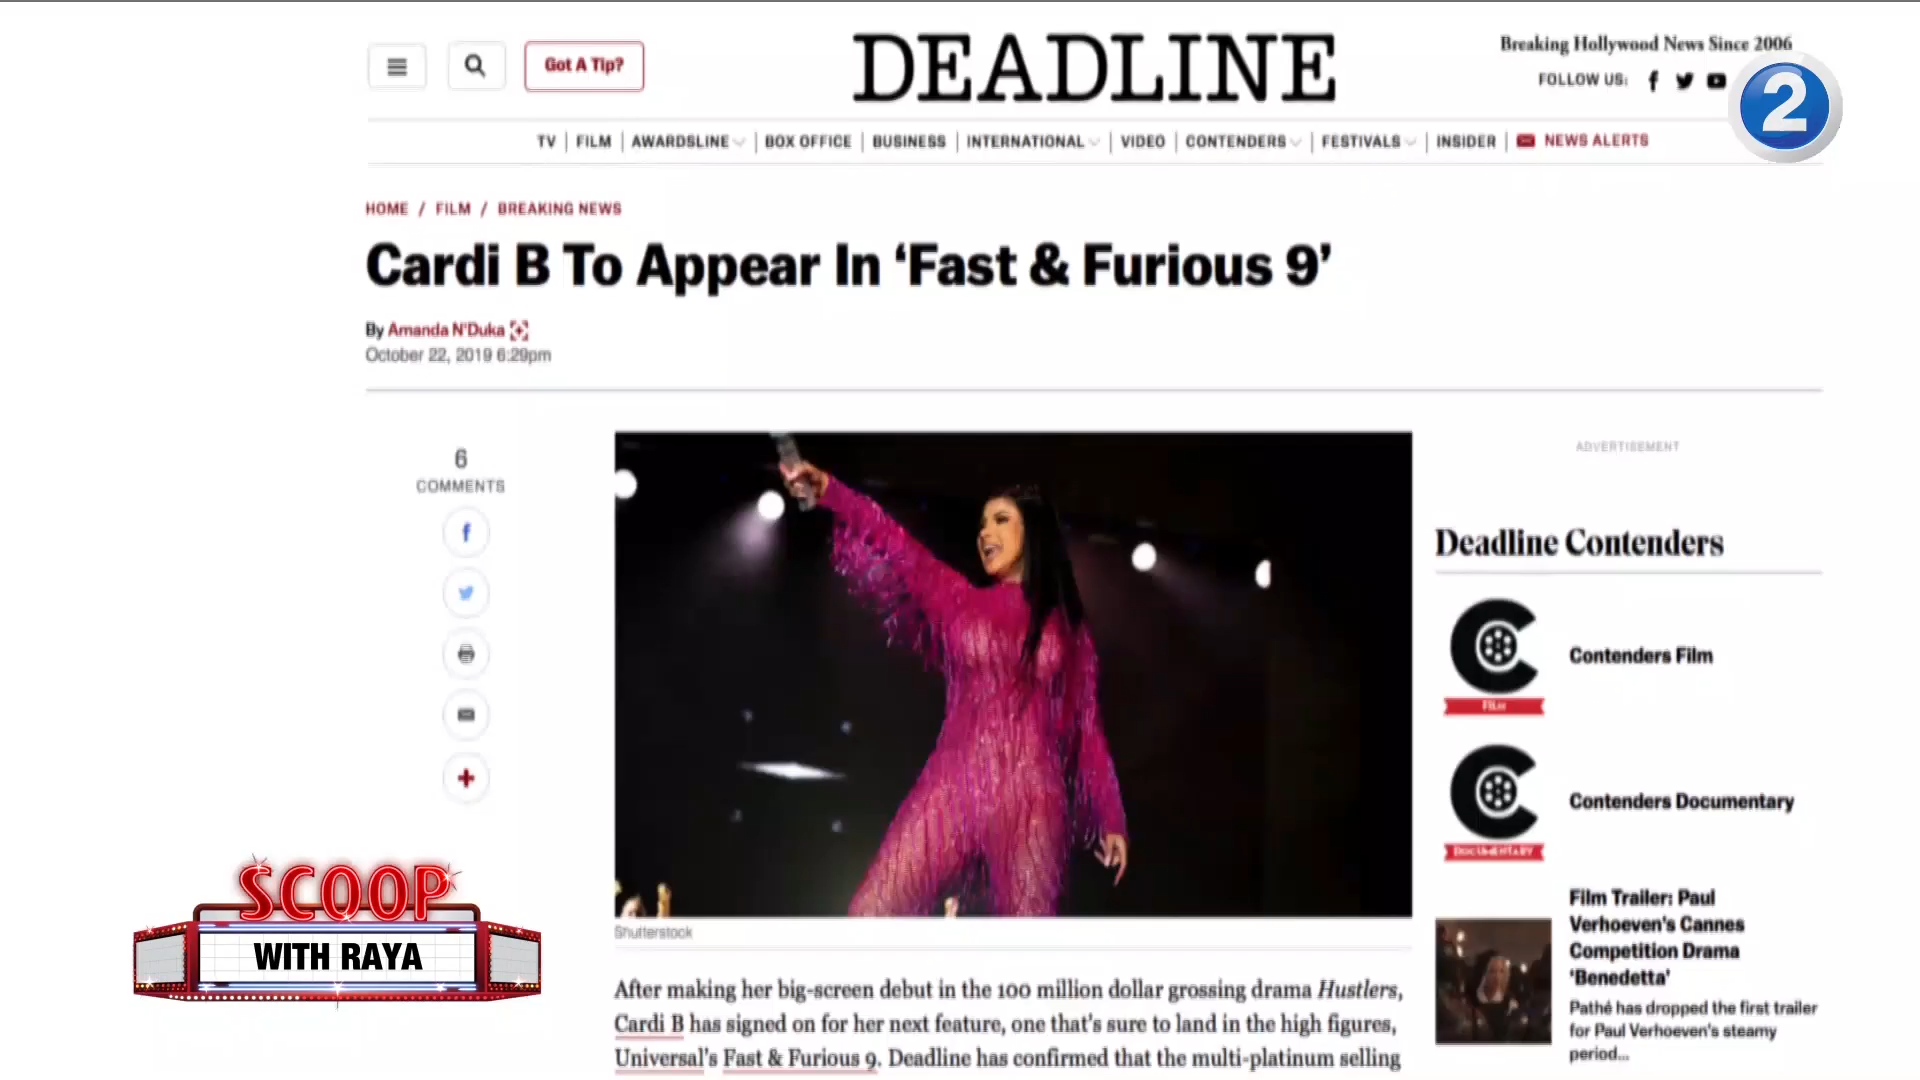 Got A Tip?
DEADLINE
Breaking Hollywood News Since 2006
FOLLOW US:
2
TV | FILM | AWARDSLINE | BOX OFFICE | BUSINESS | INTERNATIONAL | VIDEO | CONTENDERS | FESTIVALS | INSIDER | NEWS ALERTS
HOME / FILM / BREAKING NEWS
Cardi B To Appear In ‘Fast & Furious 9’
By Amanda N'Duka
October 22, 2019 6:29pm
6
COMMENTS
ADVERTISEMENT
Deadline Contenders
FILM
Contenders Film
DOCUMENTARY
Contenders Documentary
Film Trailer: Paul
Verhoeven's Cannes
Competition Drama
‘Benedetta’
Pathé has dropped the first trailer
for Paul Verhoeven's steamy
period...
SCOOP
WITH RAYA
Shutterstock
After making her big-screen debut in the 100 million dollar grossing drama Hustlers,
Cardi B has signed on for her next feature, one that's sure to land in the high figures,
Universal's Fast & Furious 9. Deadline has confirmed that the multi-platinum selling